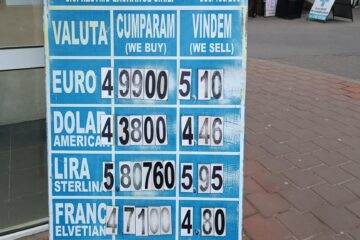 VALUTA CUMPARAM VINDEM
(WE BUY) (WE SELL)
EURO 4,9900 5,10
DOLAR 4,3800 4,46
AMERICAN
LIRA 5,80760 5,95
STERLINA
FRANC 4,7100 4,80
ELVETIAN